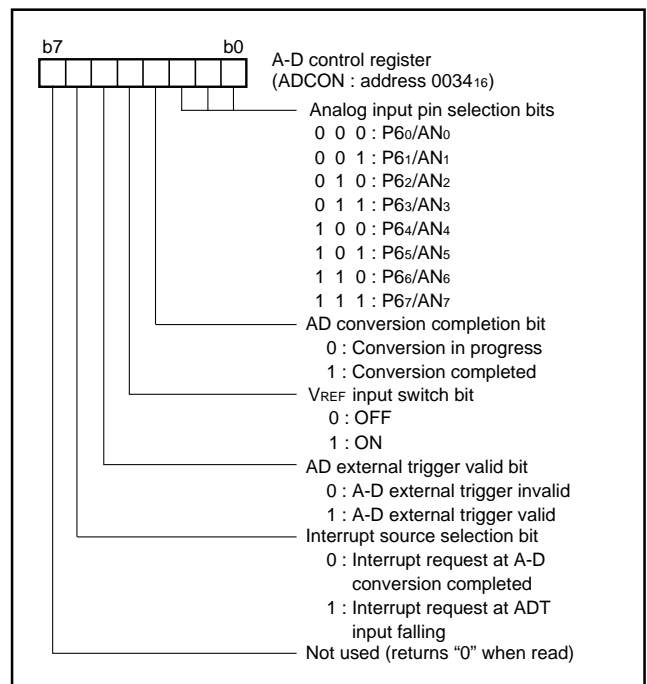 b7 b0
A-D control register
(ADCON : address 003416)
Analog input pin selection bits
0 0 0 : P60/AN0
0 0 1 : P61/AN1
0 1 0 : P62/AN2
0 1 1 : P63/AN3
1 0 0 : P64/AN4
1 0 1 : P65/AN5
1 1 0 : P66/AN6
1 1 1 : P67/AN7
AD conversion completion bit
0 : Conversion in progress
1 : Conversion completed
VREF input switch bit
0 : OFF
1 : ON
AD external trigger valid bit
0 : A-D external trigger invalid
1 : A-D external trigger valid
Interrupt source selection bit
0 : Interrupt request at A-D
conversion completed
1 : Interrupt request at ADT
input falling
Not used (returns “0” when read)